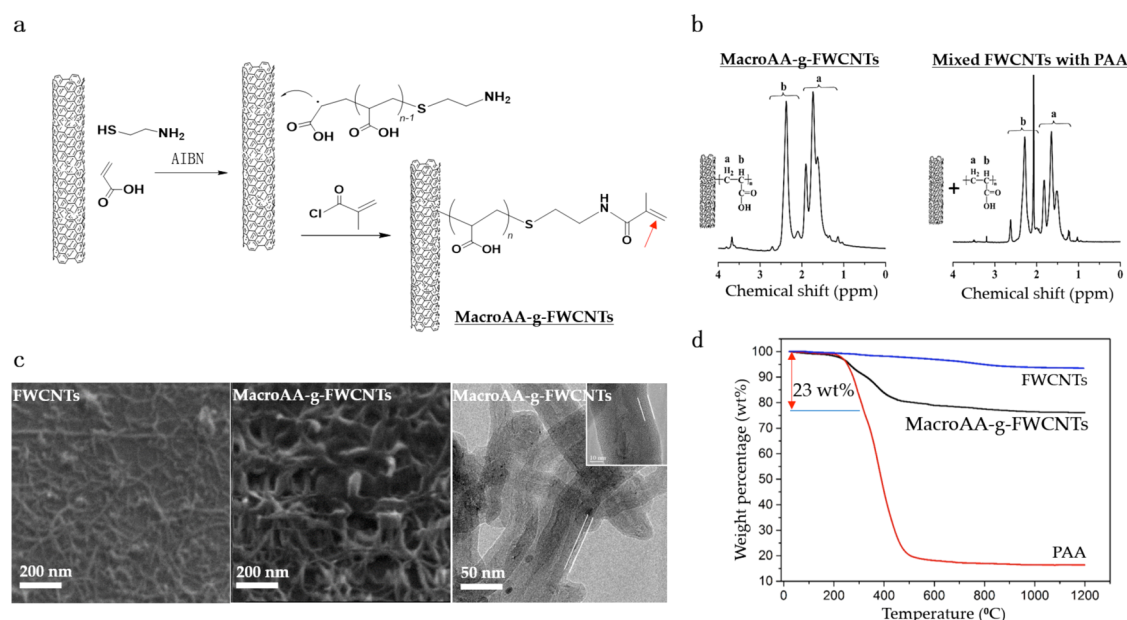 a
HS
NH₂
O
OH
AIBN
NH₂
S
n-1
O
OH
O
OH
O
Cl
H
N
S
O
n
O
OH
MacroAA-g-FWCNTs
b
MacroAA-g-FWCNTs
b
a
a b
H₂ H
C C
n
C=O
OH
4 3 2 1 0
Chemical shift (ppm)
Mixed FWCNTs with PAA
b
a
+
a b
H₂ H
C C
n
C=O
OH
4 3 2 1 0
Chemical shift (ppm)
c
FWCNTs
200 nm
MacroAA-g-FWCNTs
200 nm
MacroAA-g-FWCNTs
10 nm
50 nm
d
Weight percentage (wt%)
100
90
80
70
60
50
40
30
20
10
23 wt%
FWCNTs
MacroAA-g-FWCNTs
PAA
0 200 400 600 800 1000 1200
Temperature (⁰C)